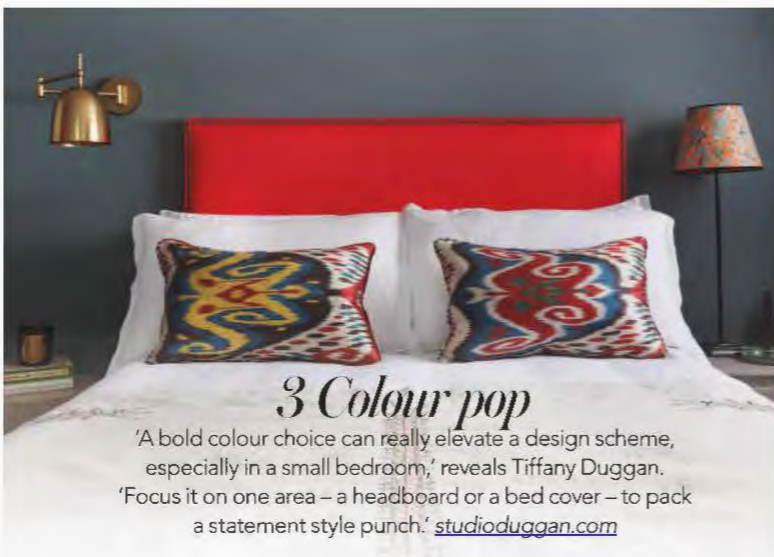 3 Colour pop
'A bold colour choice can really elevate a design scheme,
especially in a small bedroom,' reveals Tiffany Duggan.
'Focus it on one area – a headboard or a bed cover – to pack
a statement style punch.' studioduggan.com